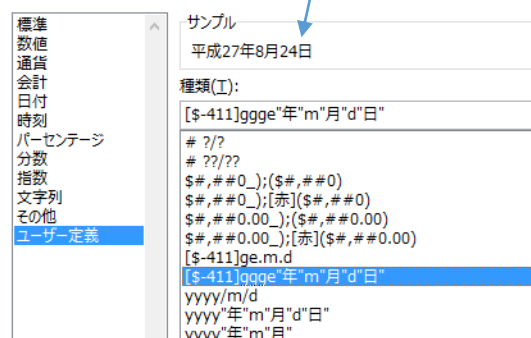 標準
数値
通貨
会計
日付
時刻
パーセンテージ
分数
指数
文字列
その他
ユーザー定義
サンプル
平成27年8月24日
種類(T):
[$-411]ggge"年"m"月"d"日"
# ?/?
# ??/??
$#,##0_);($#,##0)
$#,##0_);[赤]($#,##0)
$#,##0.00_);($#,##0.00)
$#,##0.00_);[赤]($#,##0.00)
[$-411]ge.m.d
[$-411]ggge"年"m"月"d"日"
yyyy/m/d
yyyy"年"m"月"d"日"
yyyy"年"m"月"